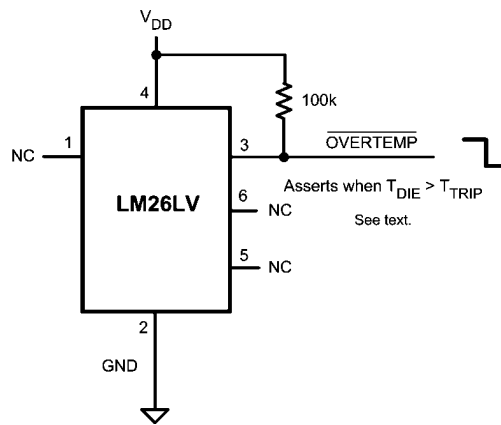 VDD
4
100k
1
NC
3
OVERTEMP
Asserts when TDIE > TTRIP
LM26LV
6
NC
See text.
5
NC
2
GND